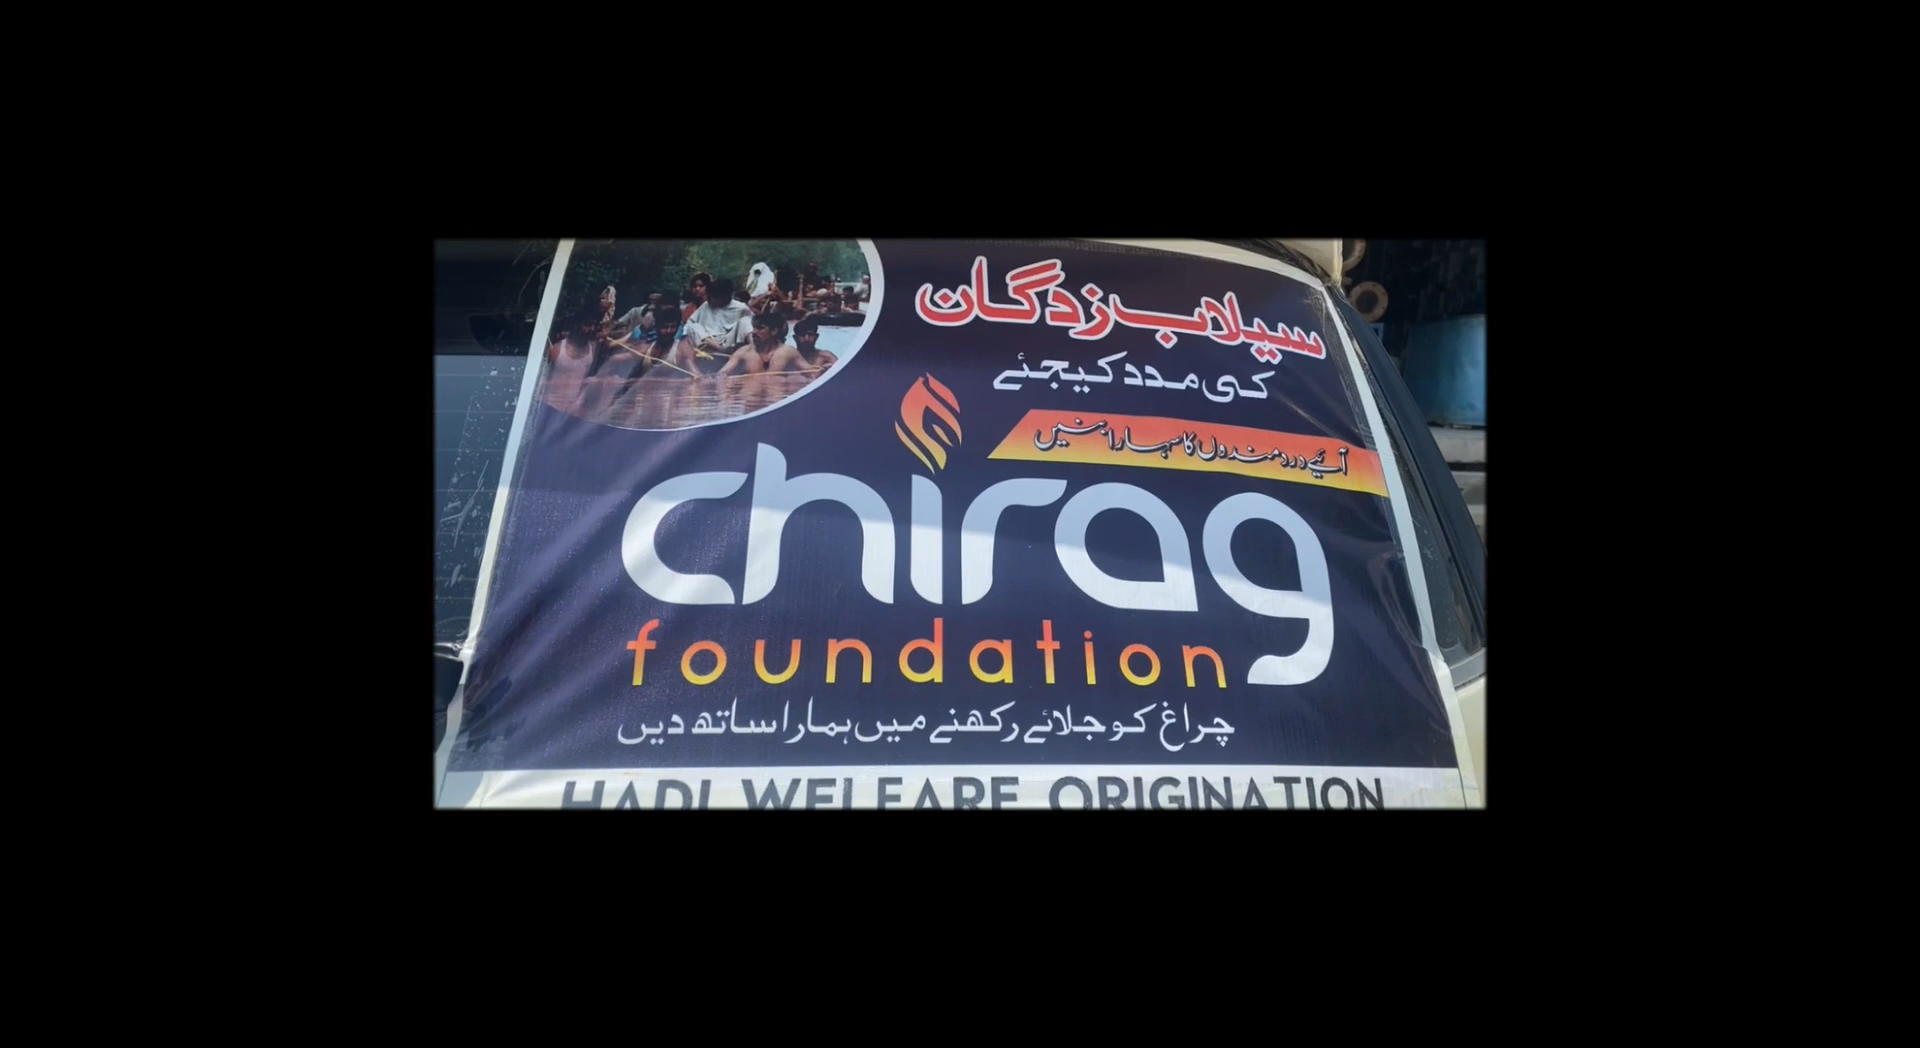 سیلاب زدگان
کی مدد کیجئے
آئیے دردمندوں کا سہارا بنیں
chirag
foundation
چراغ کو جلائے رکھنے میں ہمارا ساتھ دیں
HADI WELFARE ORIGINATION